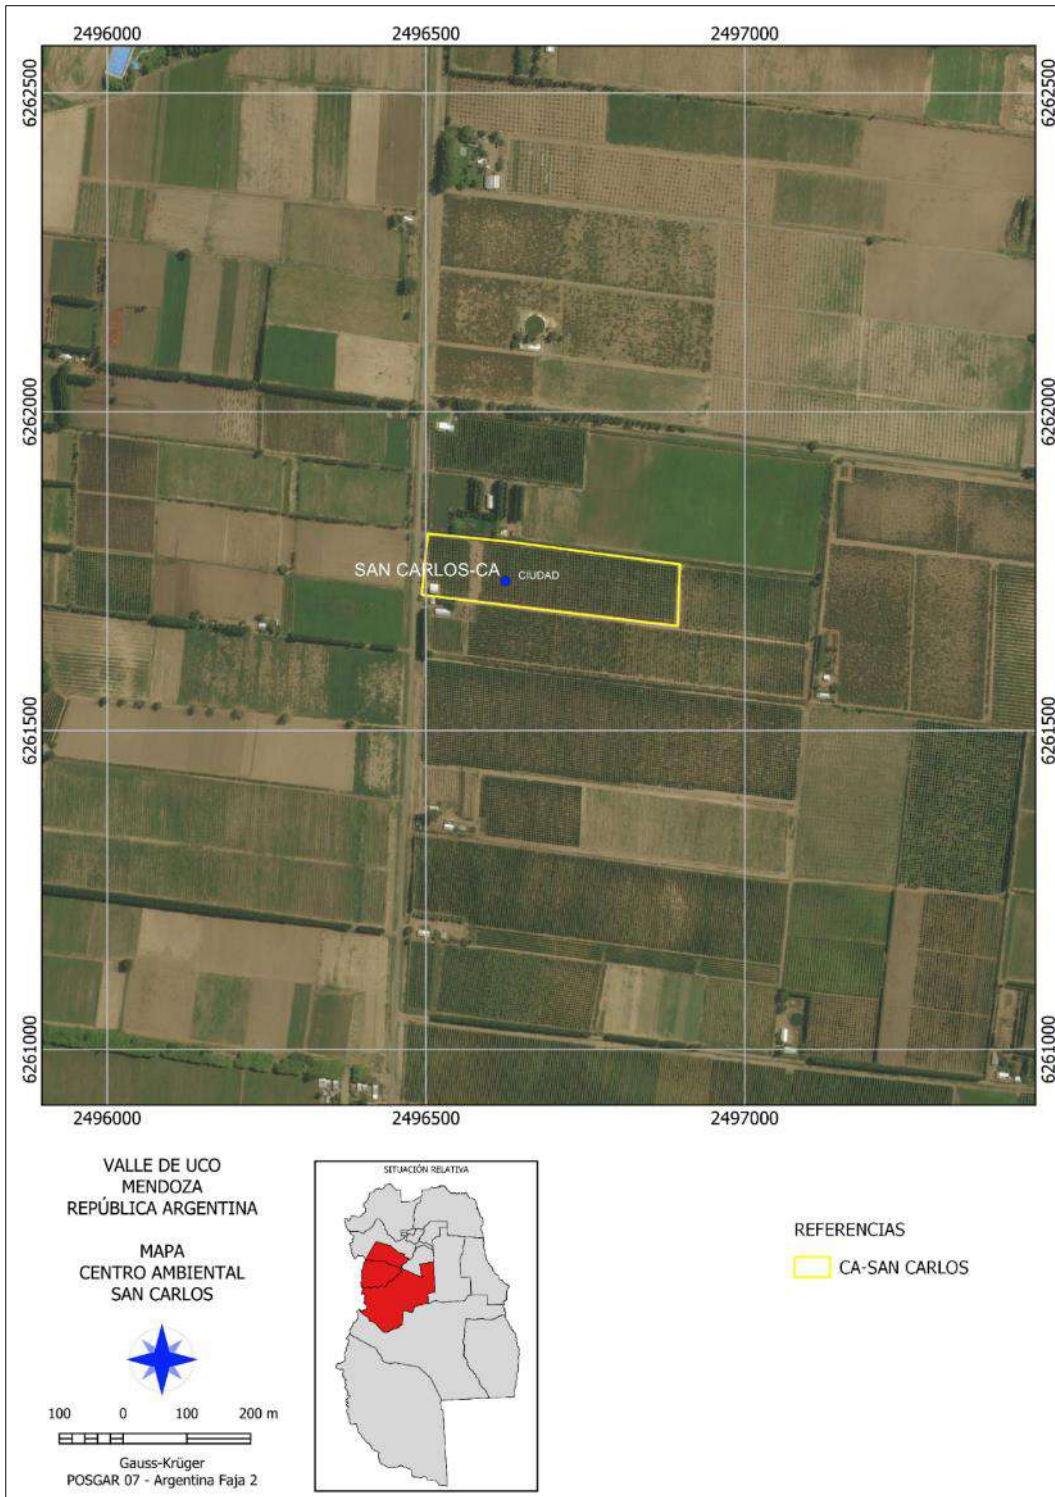 2496000 2496500 2497000
6262500 6262500
6262000 6262000
SAN CARLOS-CA CIUDAD
6261500 6261500
6261000 6261000
2496000 2496500 2497000
VALLE DE UCO
MENDOZA
REPÚBLICA ARGENTINA
MAPA
CENTRO AMBIENTAL
SAN CARLOS
100 0 100 200 m
Gauss-Krüger
POSGAR 07 - Argentina Faja 2
SITUACIÓN RELATIVA
REFERENCIAS
CA-SAN CARLOS